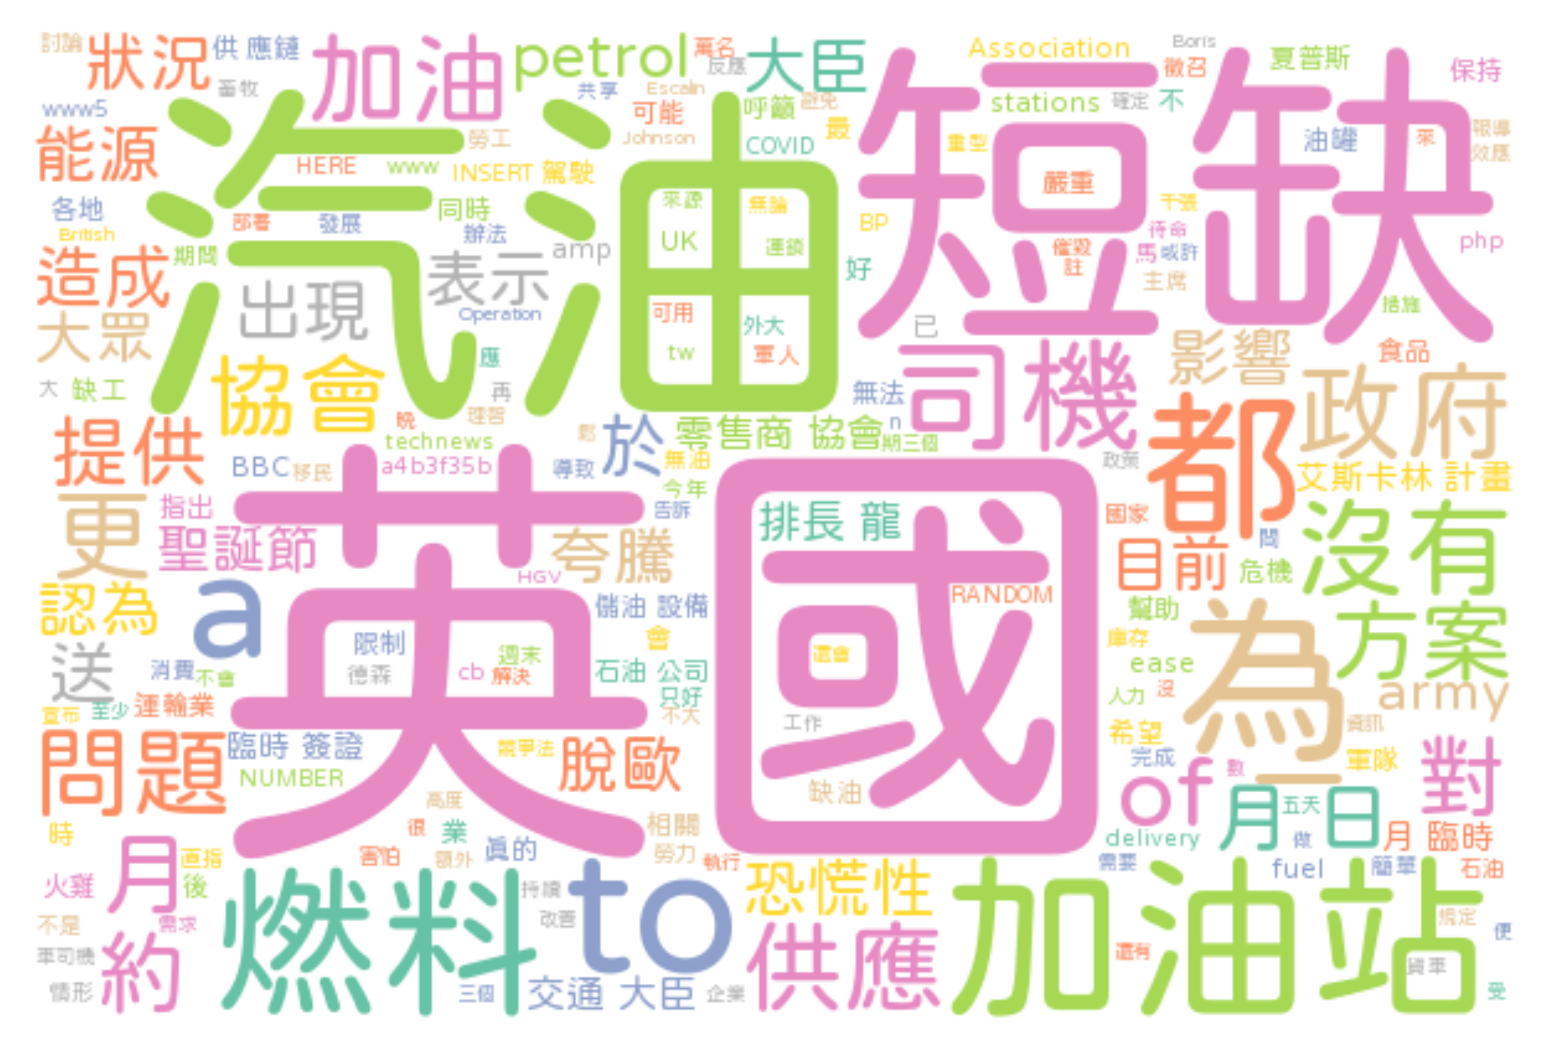 討論 狀況 供 應鏈 加油 petrol 萬名 大臣 Association Boris 夏普斯 保持
畜牧 共享 Escalin 反應 徵召
www5 汽油 可能 呼籲 避免 短缺 stations 確定 不
能源 勞工 Johnson COVID 最 重型 油罐 來 報導
HERE www INSERT 駕駛 嚴重 效應
各地 部署 發展 同時 來源 無論 BP 千張
British 期間 辦法 amp UK 連鎖 待命 php
造成 出現 表示 好 催毀 註 馬 或許 主席
大眾 Operation 可用 外大 已 措施
協會 應 tw 軍人 司機 影響 食品
大 缺工 再 無法 政府
提供 晚 理智 於 零售商 協會 n 都
technews 鬆 期三個
BBC 移民 a4b3f35b 導致 無油 政策 艾斯卡林 計畫
更 指出 今年 國家
聖誕節 英國 告訴 排長 龍 問 沒有
夸騰 目前 危機
認為 a HGV RANDOM 幫助
儲油 設備 為 方案
送 限制 會 還會 庫存
消費 不會 德森 cb 週末 解決 石油 公司 ease
宣布 至少 運輸業 只好 不大 人力 沒 army
工作 希望 資訊
問題 臨時 簽證 競爭法 脫歐 完成 軍隊 對
NUMBER 缺油 of 一 數
時 高度 月 五天 日
月 直指 很 業 真的 相關 delivery 做 月 臨時
火雞 後 害怕 額外 勞力 執行 恐慌性 需要 fuel 簡單 石油
不是 需求 燃料 持續 to 加油站 規定 便
車司機 約 改善 供應 還有 貨車
情形 三個 交通 大臣 企業 受